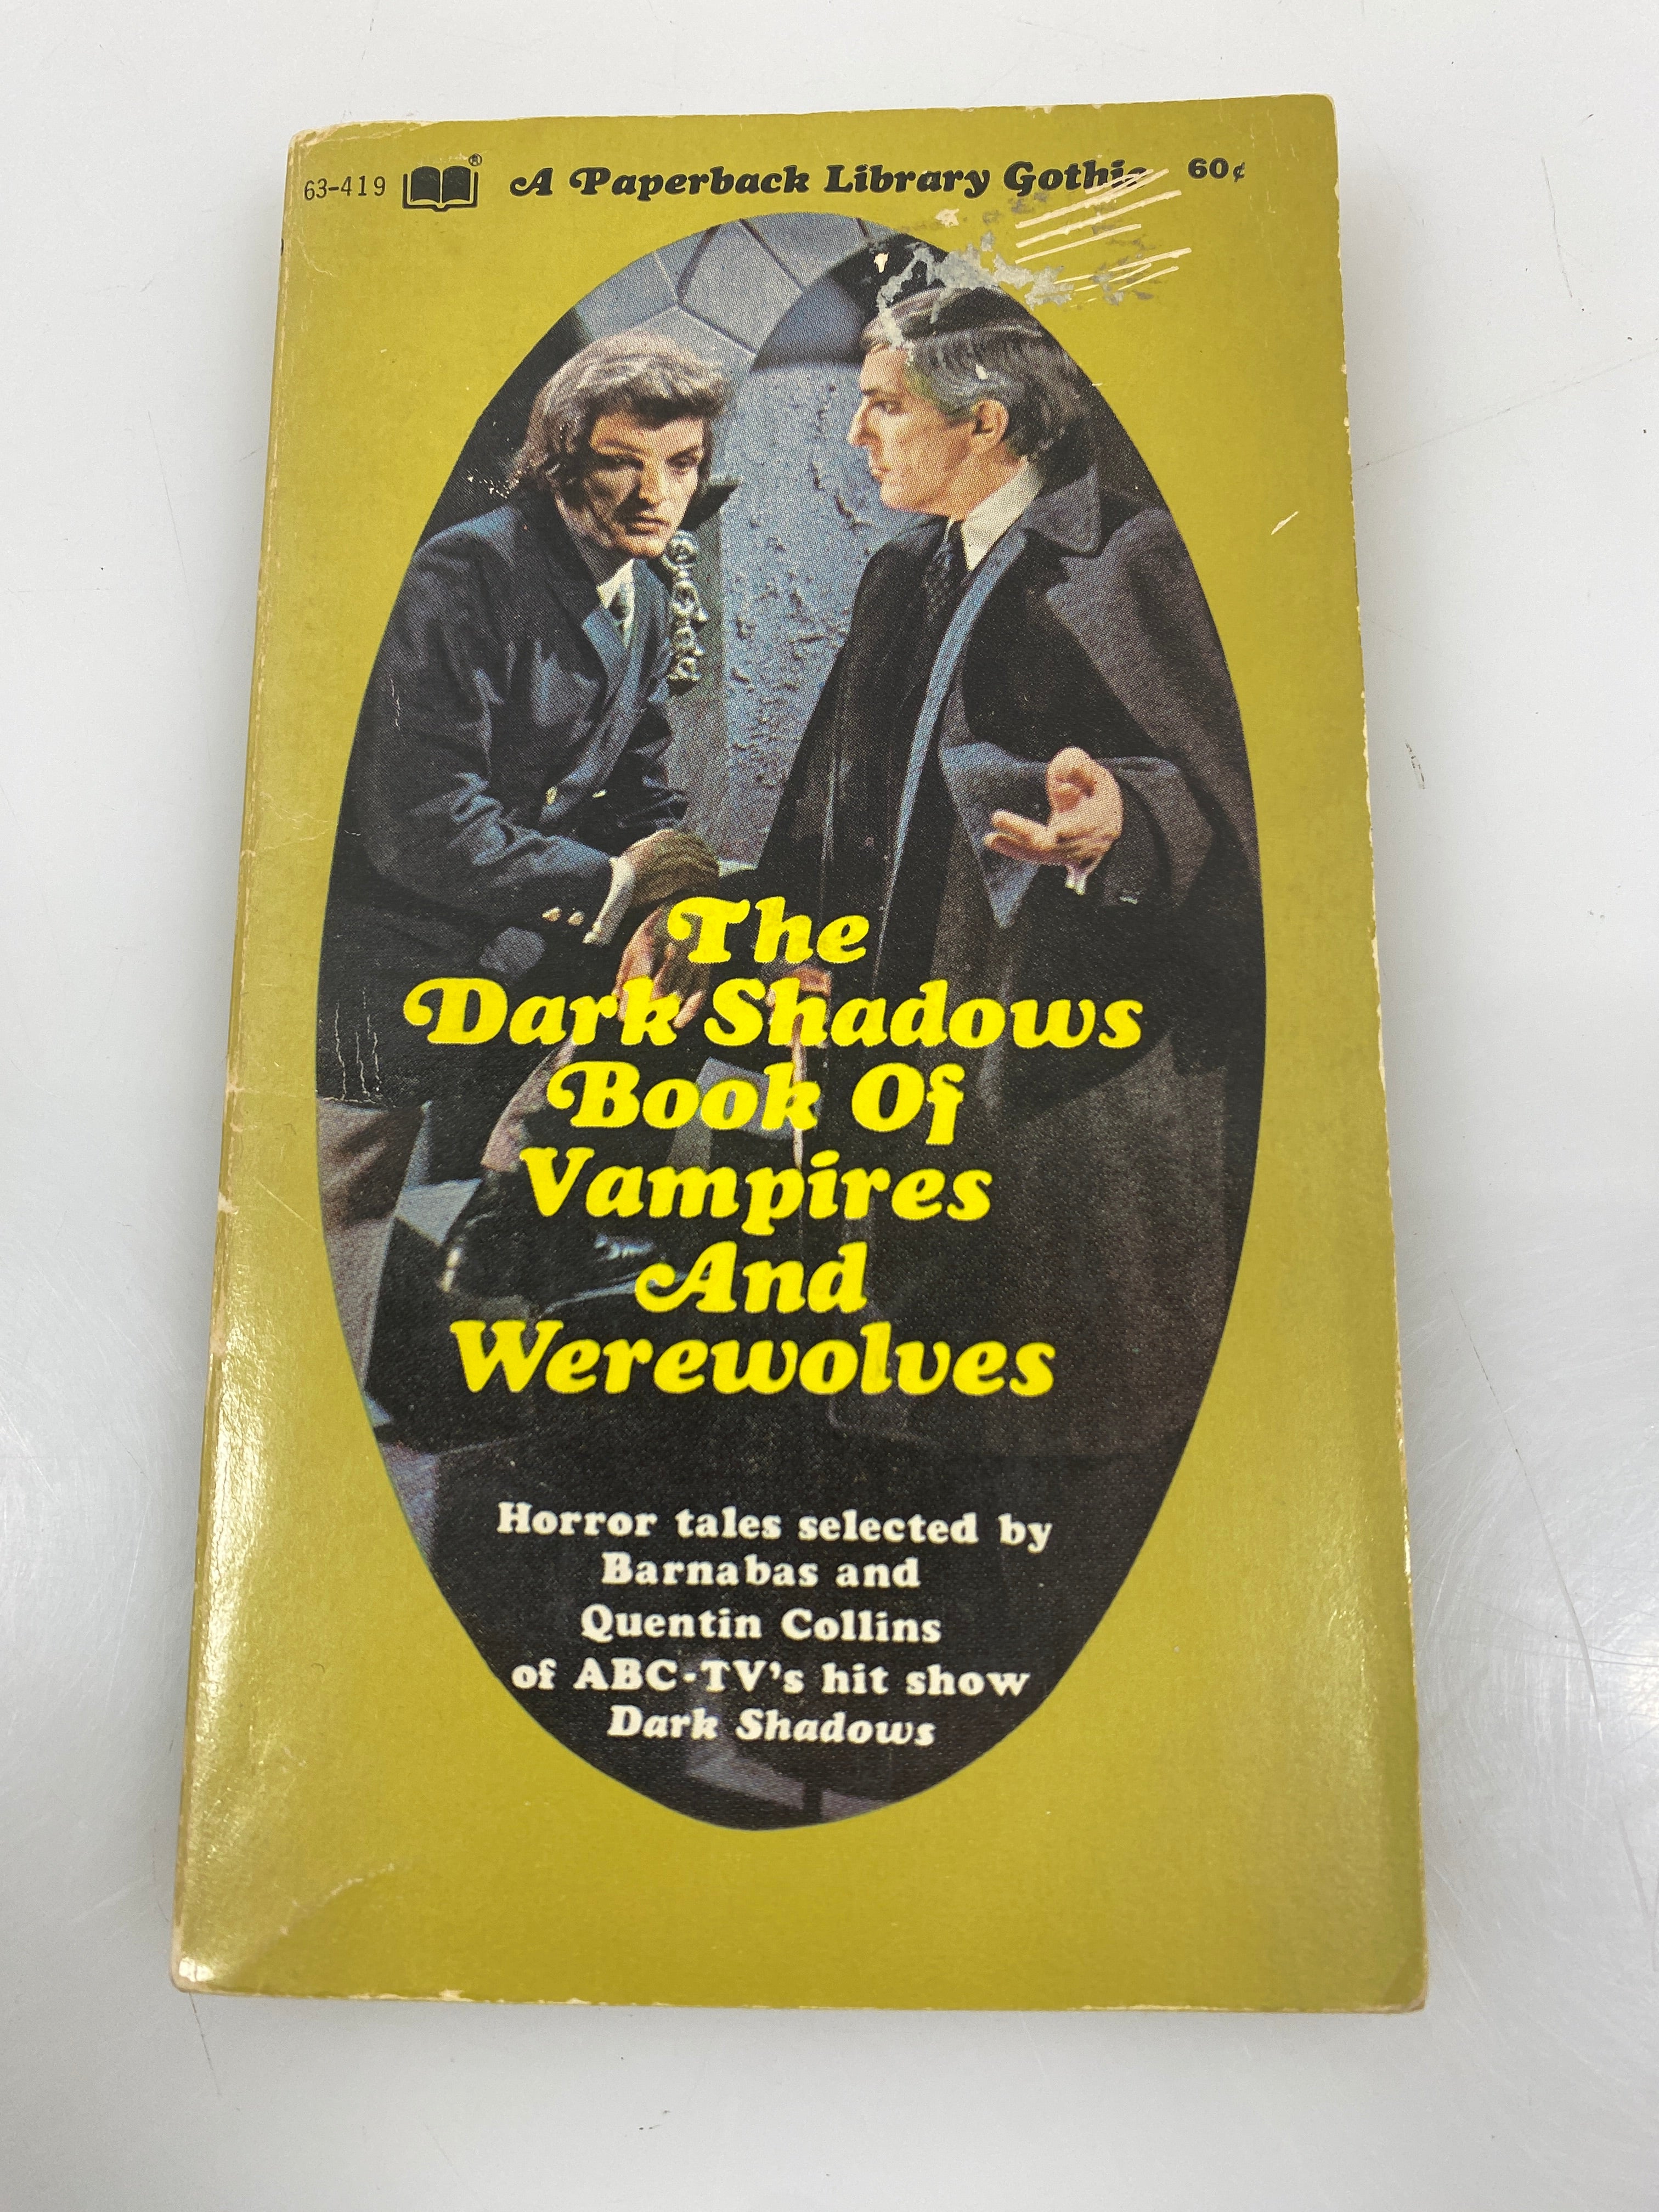 63-419 ® A Paperback Library Gothic 60¢
The
Dark Shadows
Book Of
Vampires
And
Werewolves
Horror tales selected by
Barnabas and
Quentin Collins
of ABC-TV's hit show
Dark Shadows